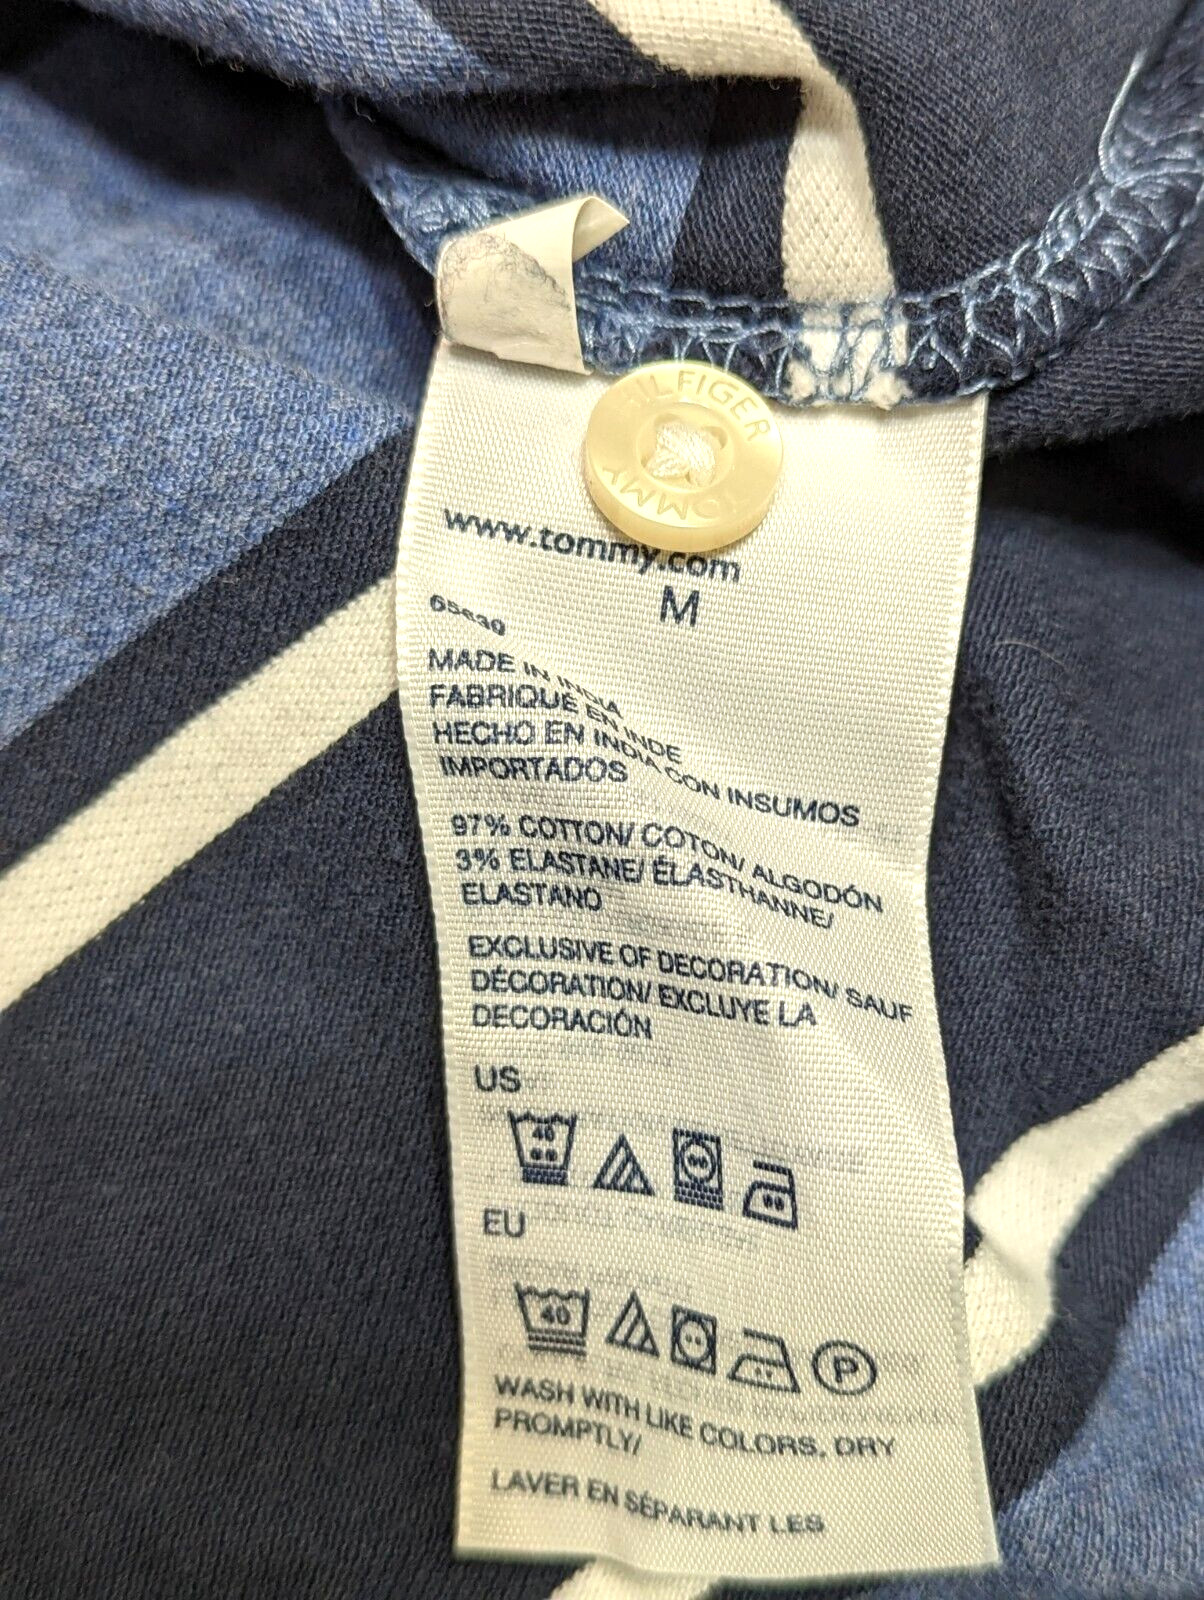 HILFIGER
TOMMY
www.tommy.com
M
MADE IN INDIA
FABRIQUÉ EN INDE
HECHO EN INDIA CON INSUMOS
IMPORTADOS
97% COTTON/ COTON/ ALGODÓN
3% ELASTANE/ ÉLASTHANNE/
ELASTANO
EXCLUSIVE OF DECORATION/ SAUF
DÉCORATION/ EXCLUYE LA
DECORACIÓN
US
40
EU
40
P
WASH WITH LIKE COLORS, DRY
PROMPTLY/
LAVER EN SÉPARANT LES